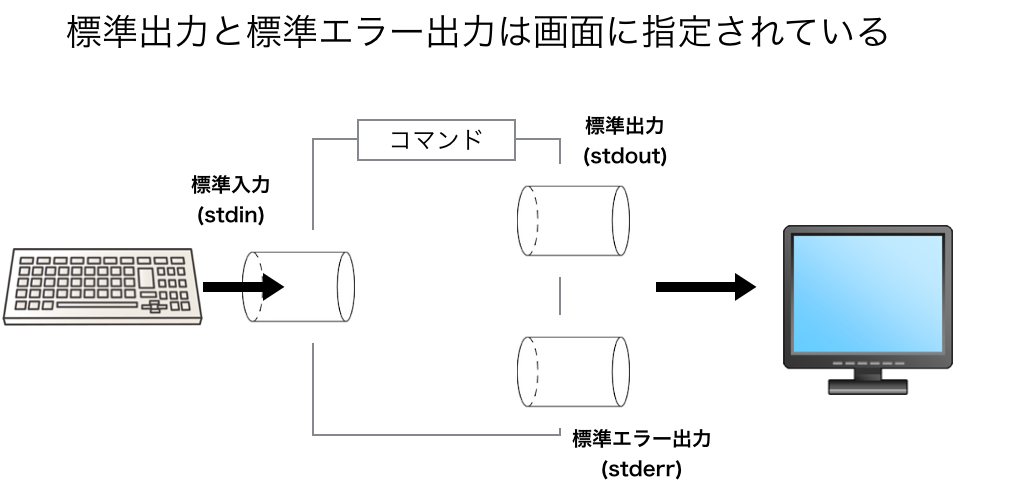 標準出力と標準エラー出力は画面に指定されている
コマンド
標準出力
(stdout)
標準入力
(stdin)
標準エラー出力
(stderr)